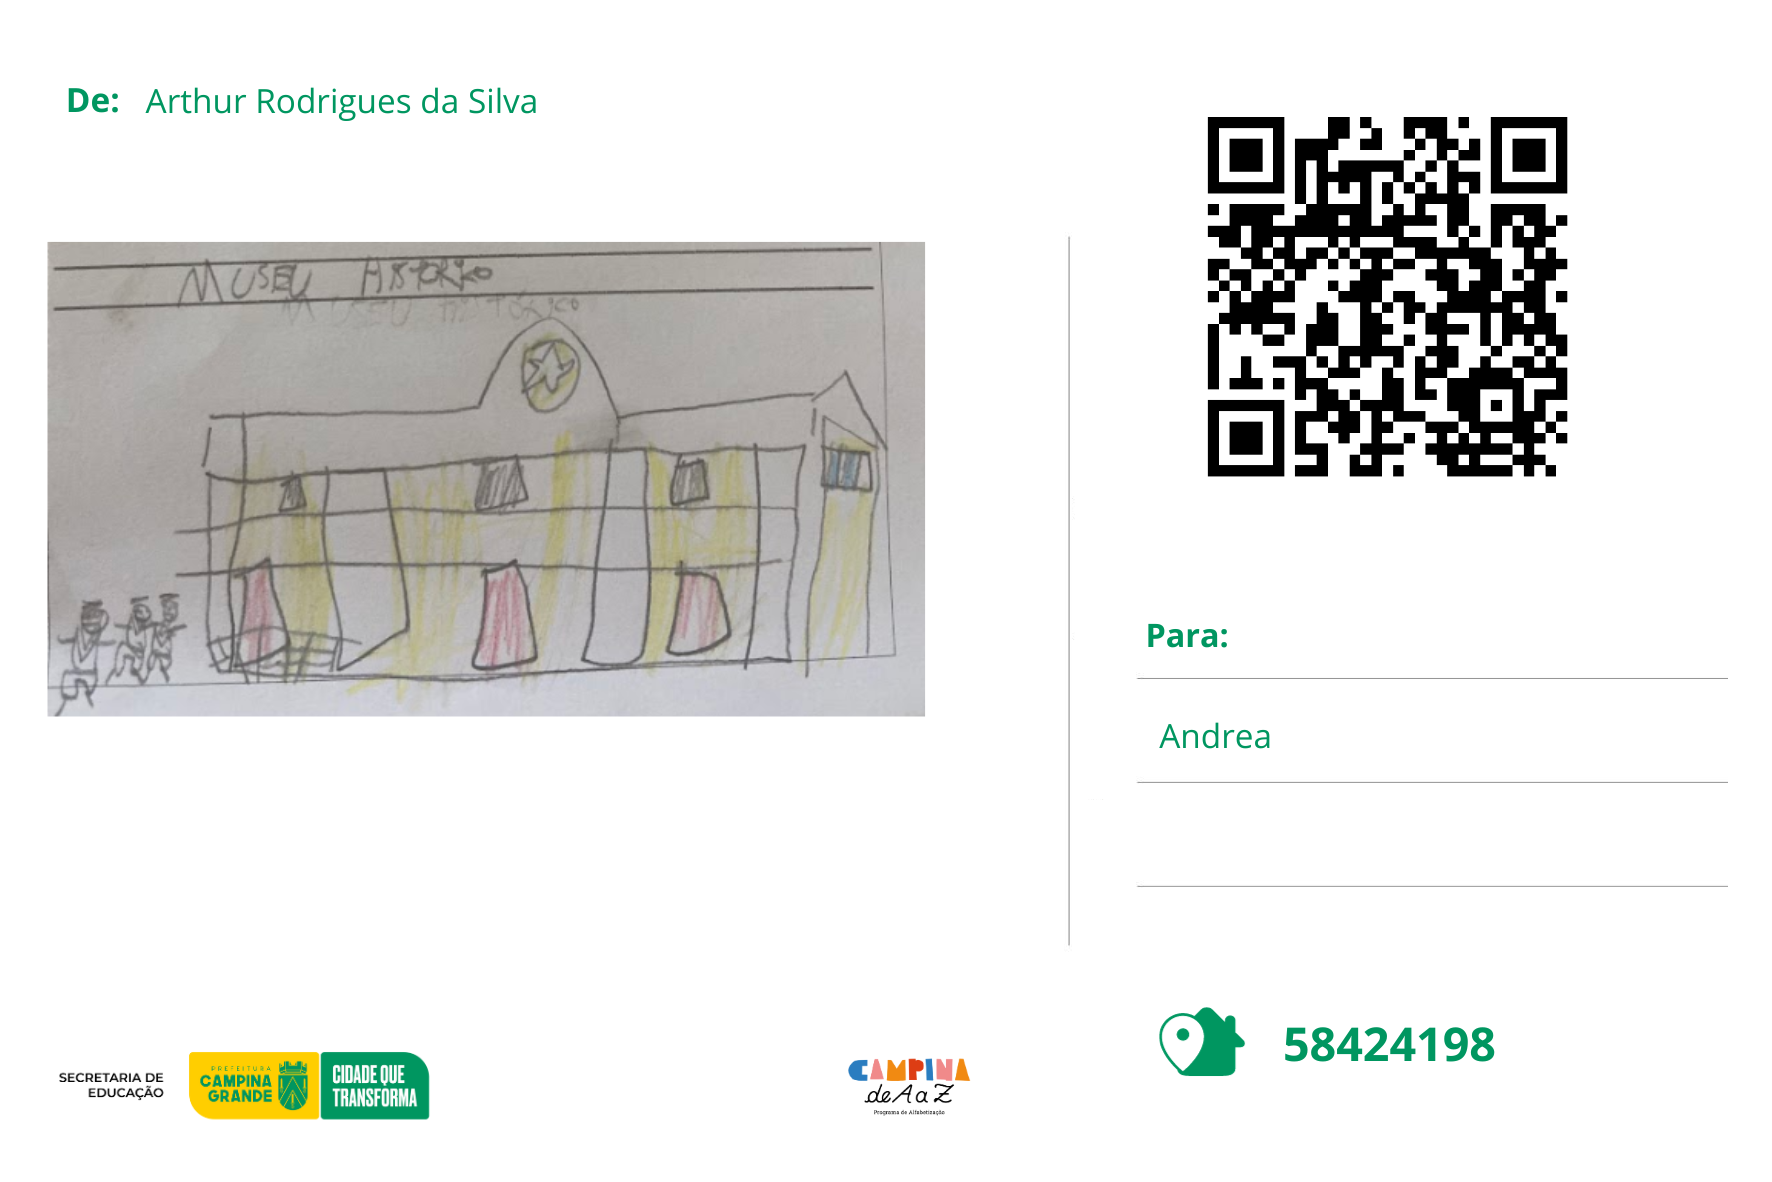 De: Arthur Rodrigues da Silva
MUSEU HISTORICO
MUSEU HISTÓRICO
Para:
Andrea
58424198
SECRETARIA DE
EDUCAÇÃO
PREFEITURA
CAMPINA
GRANDE
CIDADE QUE
TRANSFORMA
CAMPINA
de A a Z
Programa de Alfabetização